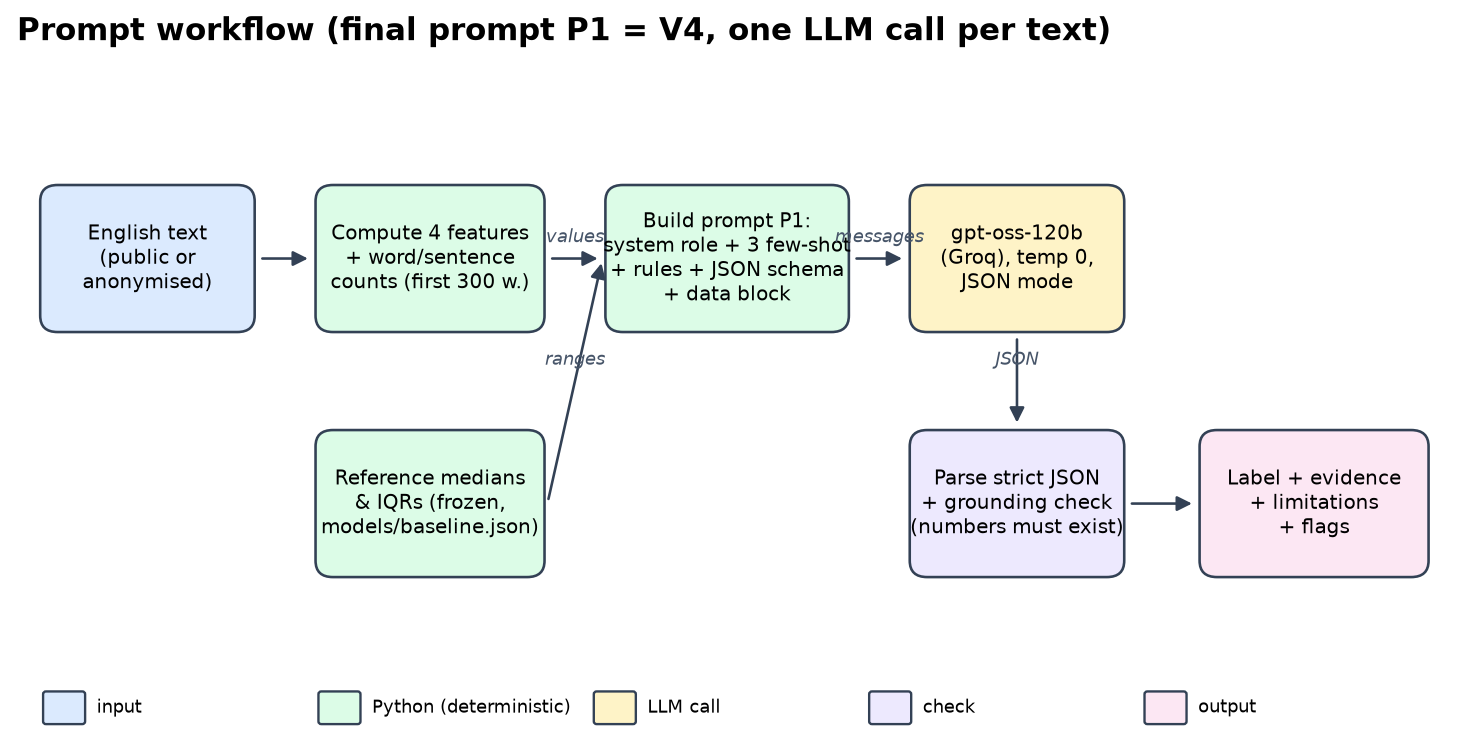 Prompt workflow (final prompt P1 = V4, one LLM call per text)
English text
(public or
anonymised)
Compute 4 features
+ word/sentence
counts (first 300 w.)
values
Build prompt P1:
system role + 3 few-shot
+ rules + JSON schema
+ data block
messages
gpt-oss-120b
(Groq), temp 0,
JSON mode
ranges
JSON
Reference medians
& IQRs (frozen,
models/baseline.json)
Parse strict JSON
+ grounding check
(numbers must exist)
Label + evidence
+ limitations
+ flags
input
Python (deterministic)
LLM call
check
output